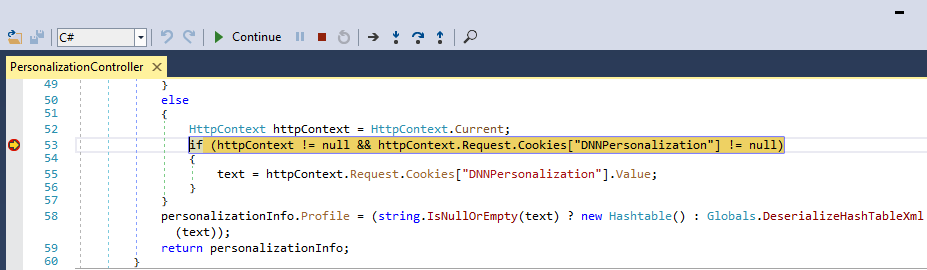 C# Continue
PersonalizationController
49 }
50 else
51 {
52 HttpContext httpContext = HttpContext.Current;
53 if (httpContext != null && httpContext.Request.Cookies["DNNPersonalization"] != null)
54 {
55 text = httpContext.Request.Cookies["DNNPersonalization"].Value;
56 }
57 }
58 personalizationInfo.Profile = (string.IsNullOrEmpty(text) ? new Hashtable() : Globals.DeserializeHashTableXml
(text));
59 return personalizationInfo;
60 }